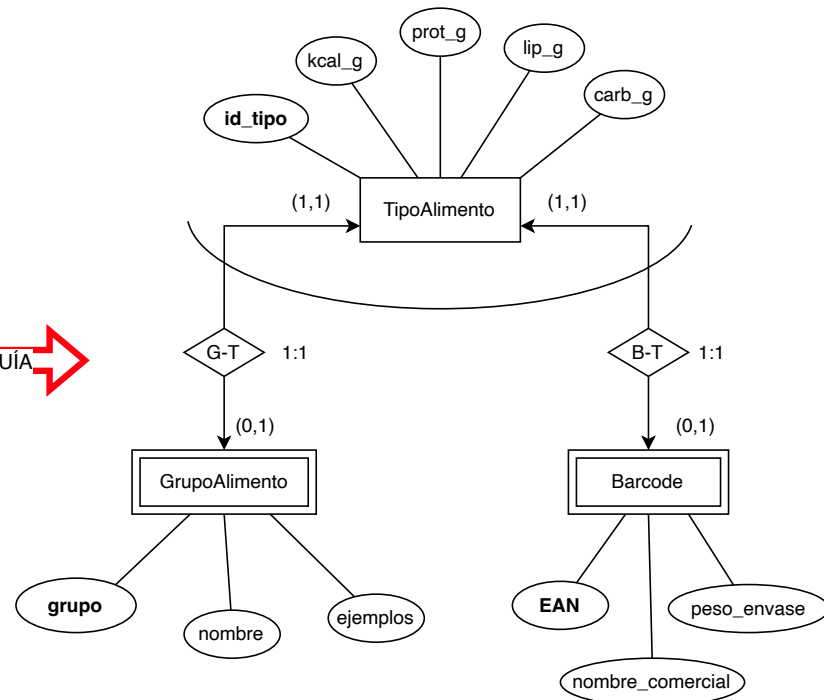 prot_g
lip_g
kcal_g
carb_g
id_tipo
(1,1)
TipoAlimento
(1,1)
G-T
1:1
B-T
1:1
UÍA
(0,1)
(0,1)
GrupoAlimento
Barcode
grupo
nombre
ejemplos
EAN
peso_envase
nombre_comercial